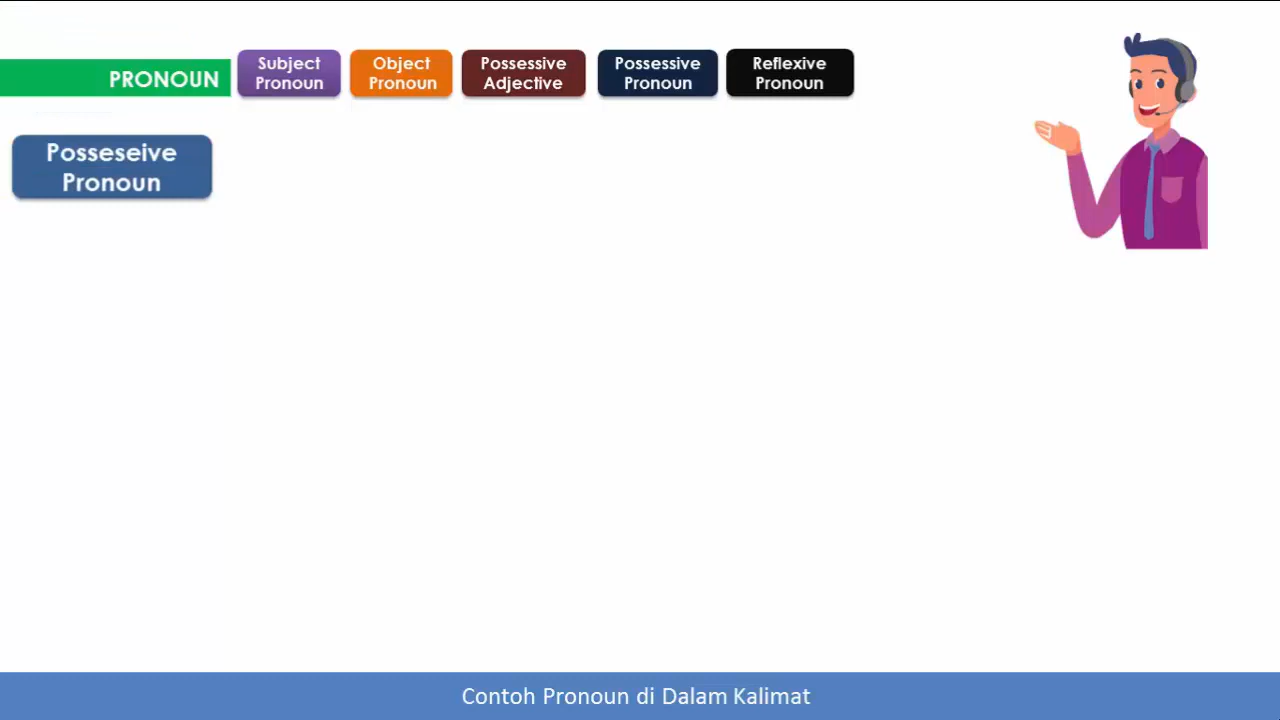 PRONOUN
Subject
Pronoun
Object
Pronoun
Possessive
Adjective
Possessive
Pronoun
Reflexive
Pronoun
Posseseive
Pronoun
Contoh Pronoun di Dalam Kalimat